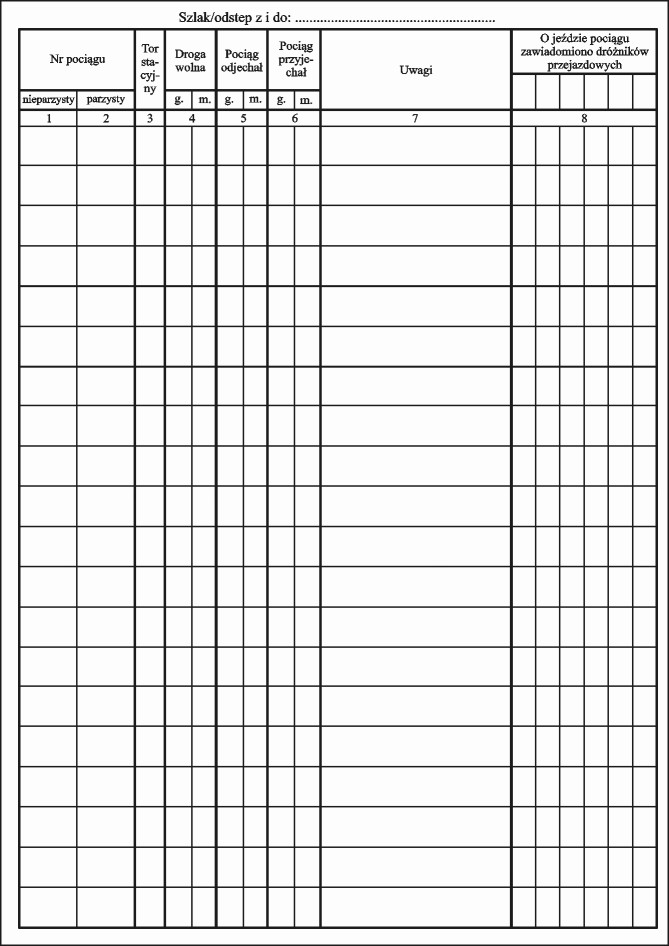 Szlak/odstep z i do: ........................................................
Nr pociągu
nieparzysty
parzysty
Tor
sta-
cyj-
ny
Droga
wolna
g. m.
Pociąg
odjechał
g. m.
Pociąg
przyje-
chał
g. m.
Uwagi
O jeździe pociągu
zawiadomiono dróżników
przejazdowych
1 2 3 4 5 6 7 8